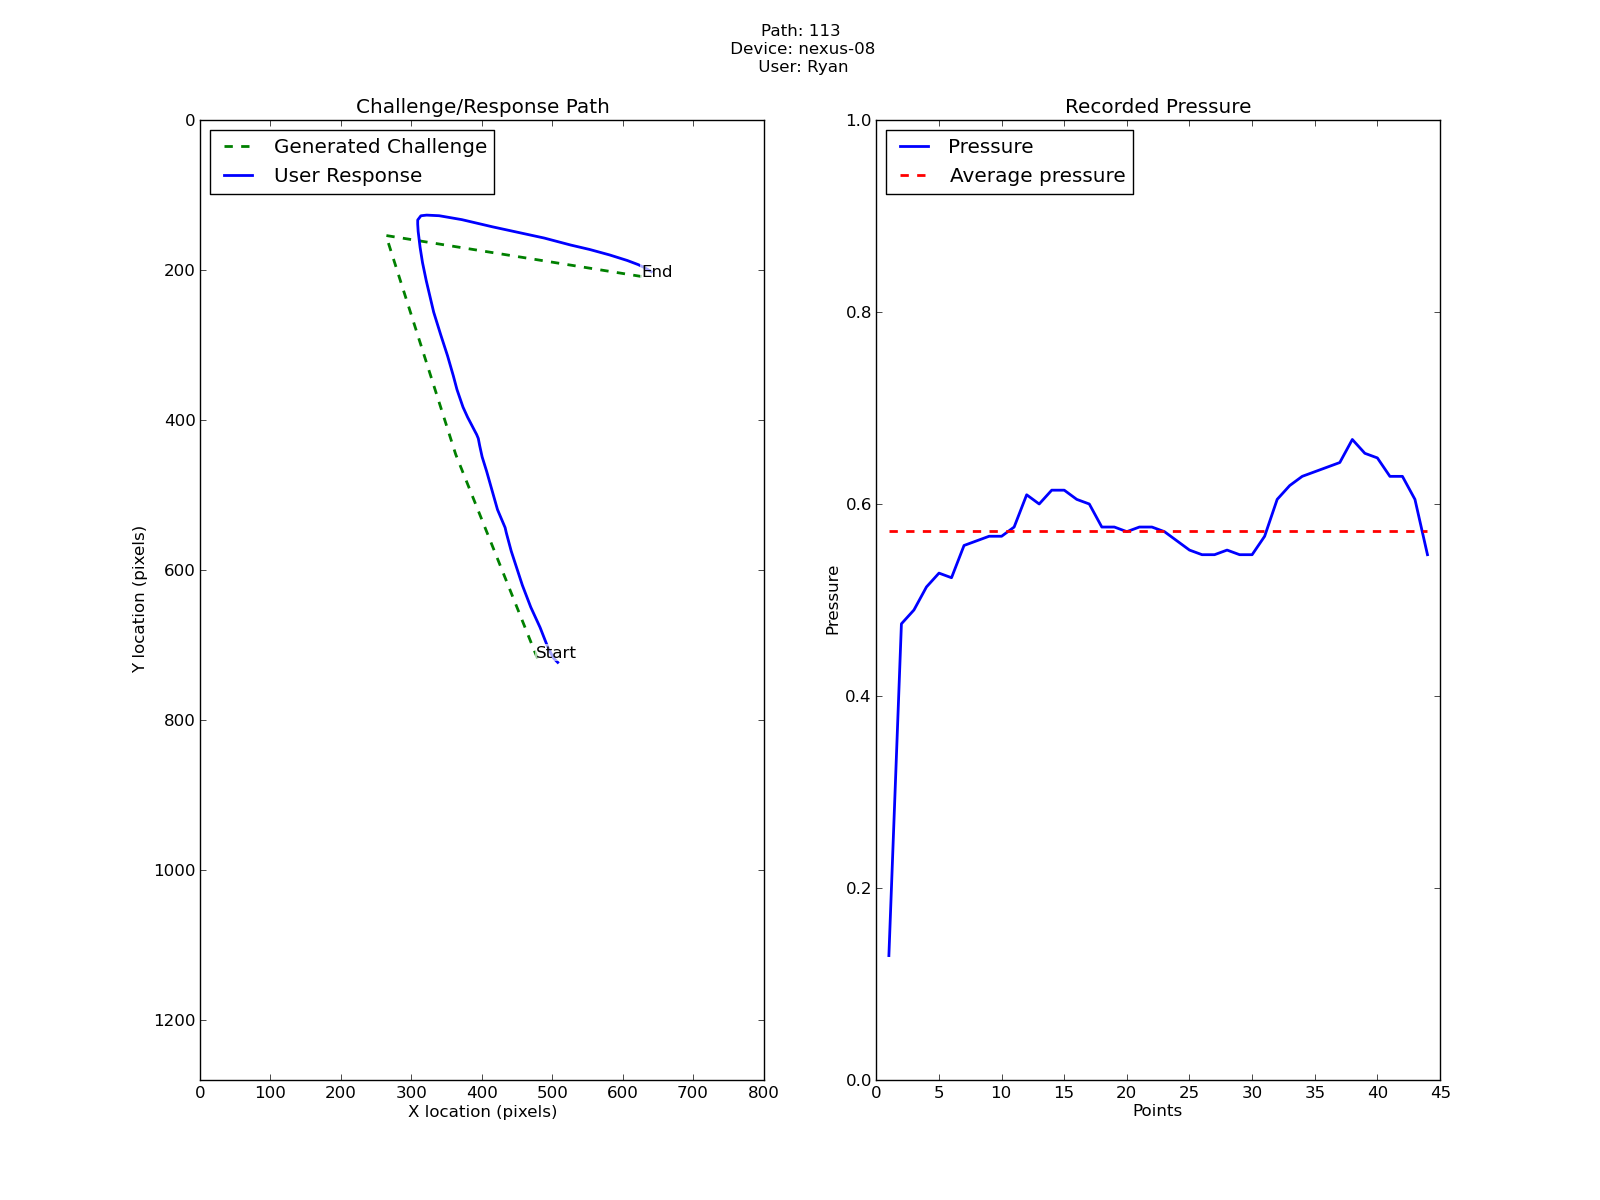 Path: 113
Device: nexus-08
User: Ryan
Challenge/Response Path
Generated Challenge
User Response
0
200
400
600
800
1000
1200
Y location (pixels)
End
Start
0 100 200 300 400 500 600 700 800
X location (pixels)
Recorded Pressure
Pressure
Average pressure
1.0
0.8
0.6
0.4
0.2
0.0
Pressure
0 5 10 15 20 25 30 35 40 45
Points